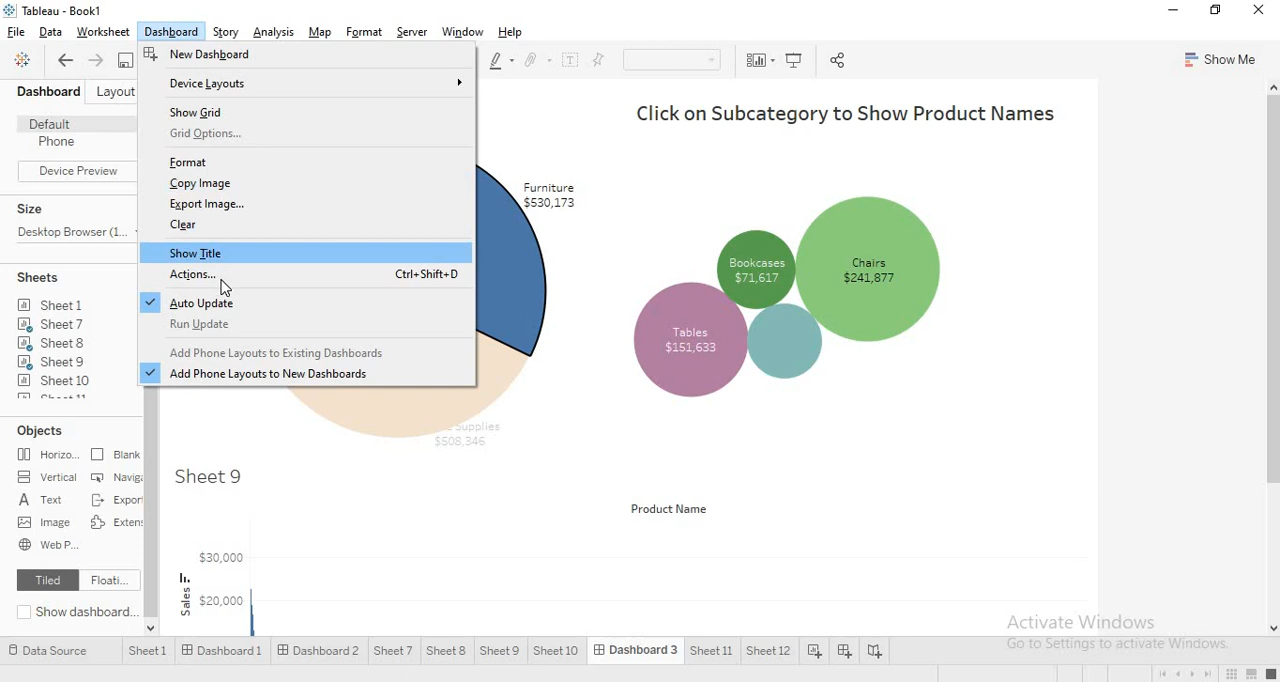 Tableau - Book1
File Data Worksheet Dashboard Story Analysis Map Format Server Window Help
Show Me
Dashboard Layout
Default
Phone
Device Preview
Size
Desktop Browser (1...
Sheets
Sheet 1
Sheet 7
Sheet 8
Sheet 9
Sheet 10
Sheet 11
Objects
Horizo... Blank
Vertical Naviga
A Text Export
Image Extens
Web P...
Tiled Floati...
Show dashboard...
New Dashboard
Device Layouts
Show Grid
Grid Options...
Format
Copy Image
Export Image...
Clear
Show Title
Actions... Ctrl+Shift+D
Auto Update
Run Update
Add Phone Layouts to Existing Dashboards
Add Phone Layouts to New Dashboards
Furniture
$530,173
$508,346
Click on Subcategory to Show Product Names
Bookcases
$71,617
Chairs
$241,877
Tables
$151,633
Sheet 9
Product Name
$30,000
$20,000
Sales
Activate Windows
Go to Settings to activate Windows.
Data Source Sheet 1 Dashboard 1 Dashboard Sheet 7 Sheet 8 Sheet 9 Sheet 10 Dashboard 3 Sheet 11 Sheet 12